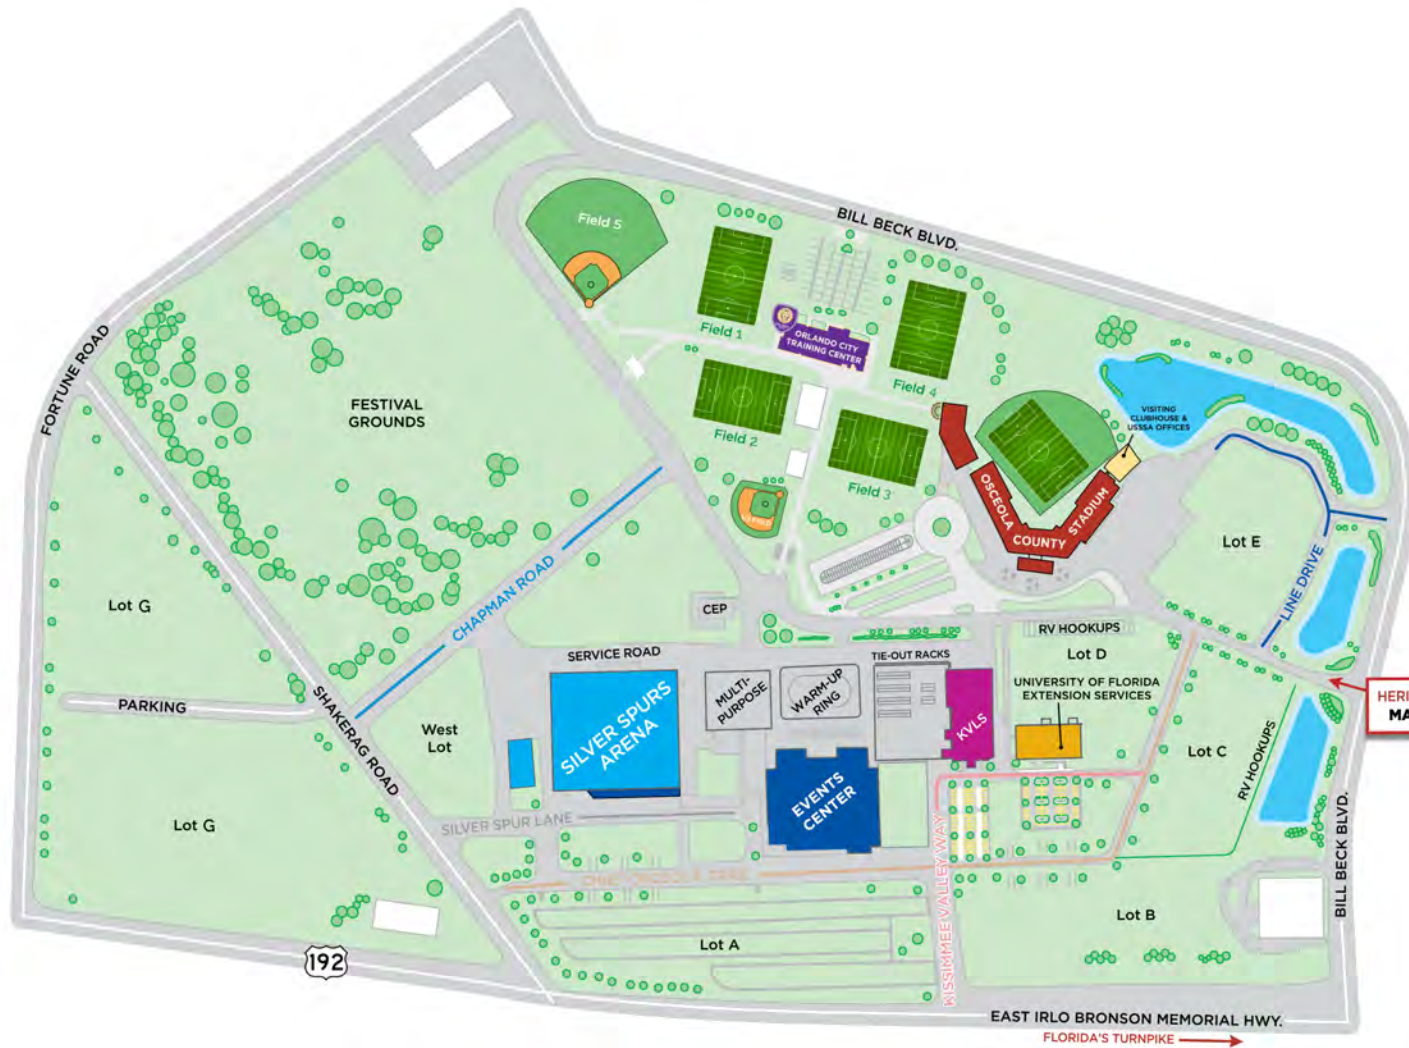 BILL BECK BLVD.
Field 5
Field 1
ORLANDO CITY
TRAINING CENTER
FORTUNE ROAD
Field 4
FESTIVAL
GROUNDS
VISITING
CLUBHOUSE &
USSSA OFFICES
Field 2
Field 3
OSCEOLA
COUNTY
STADIUM
Lot E
LINE DRIVE
CHAPMAN ROAD
Lot G
CEP
RV HOOKUPS
SERVICE ROAD
TIE-OUT RACKS
Lot D
UNIVERSITY OF FLORIDA
EXTENSION SERVICES
MULTI-
PURPOSE
WARM-UP
RING
KVLS
HERI
MA
PARKING
SHAKERAG ROAD
West
Lot
SILVER SPURS
ARENA
Lot C
RV HOOKUPS
EVENTS
CENTER
Lot G
SILVER SPUR LANE
KISSIMMEE VALLEY WAY
BILL BECK BLVD.
Lot B
Lot A
192
EAST IRLO BRONSON MEMORIAL HWY.
FLORIDA'S TURNPIKE